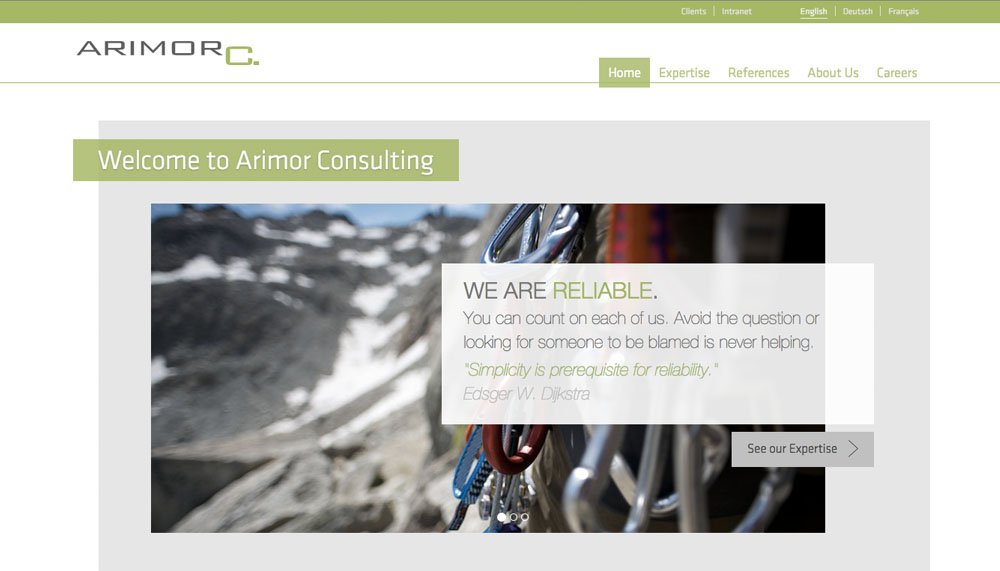 Clients | Intranet English | Deutsch | Français
ARIMOR C.
Home Expertise References About Us Careers
Welcome to Arimor Consulting
WE ARE RELIABLE.
You can count on each of us. Avoid the question or
looking for someone to be blamed is never helping.
"Simplicity is prerequisite for reliability."
Edsger W. Dijkstra
See our Expertise